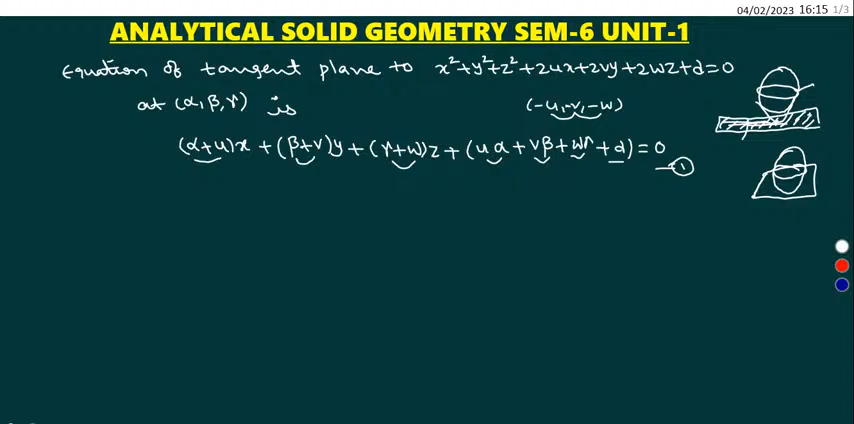 04/02/2023 16:15 1/3
ANALYTICAL SOLID GEOMETRY SEM-6 UNIT-1
Equation of tangent plane to x²+y²+z²+2ux+2vy+2wz+d=0
at (α,β,γ) is (-u,-v,-w)
(α+u)x+(β+v)y+(γ+w)z+(uα+vβ+wγ+d)=0
—①